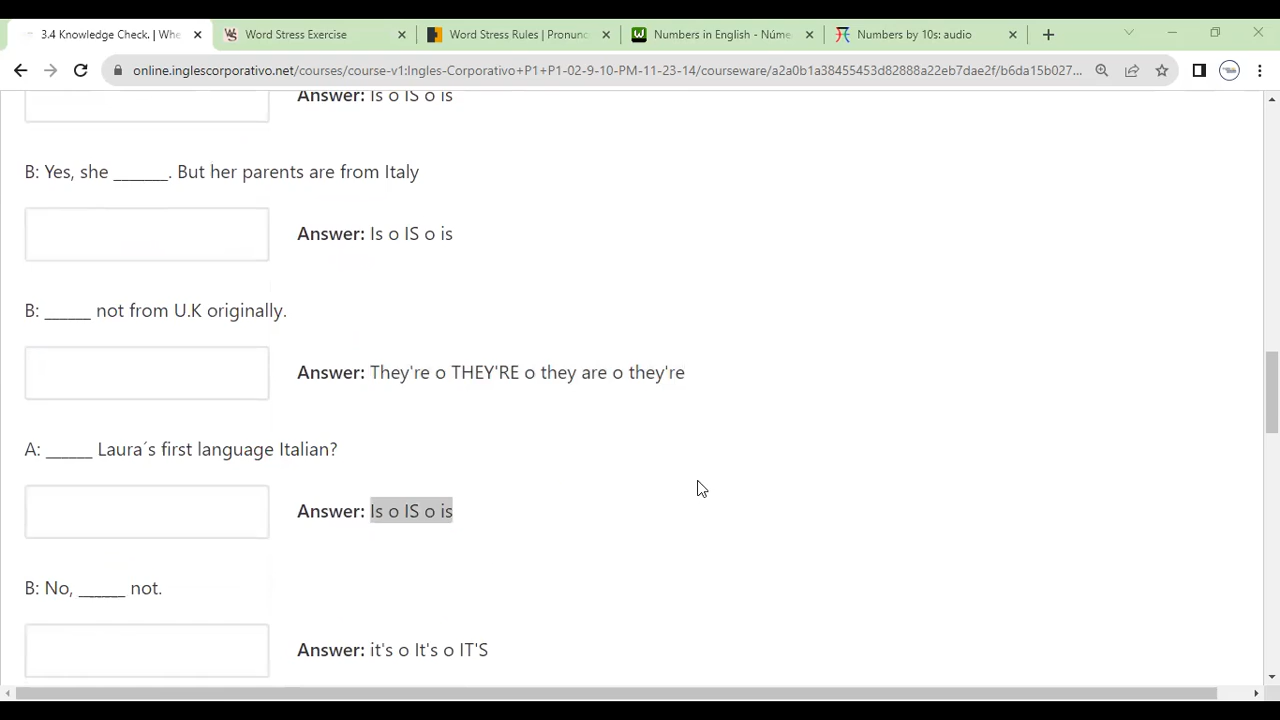 3.4 Knowledge Check. | Whe
Word Stress Exercise
Word Stress Rules | Pronunc
Numbers in English - Núme
Numbers by 10s: audio
online.inglescorporativo.net/courses/course-v1:Ingles-Corporativo+P1+P1-02-9-10-PM-11-23-14/courseware/a2a0b1a38455453d82888a22eb7dae2f/b6da15b027...
Answer: Is o IS o is
B: Yes, she _______. But her parents are from Italy
Answer: Is o IS o is
B: ______ not from U.K originally.
Answer: They're o THEY'RE o they are o they're
A: ______ Laura´s first language Italian?
Answer: Is o IS o is
B: No, ______ not.
Answer: it's o It's o IT'S